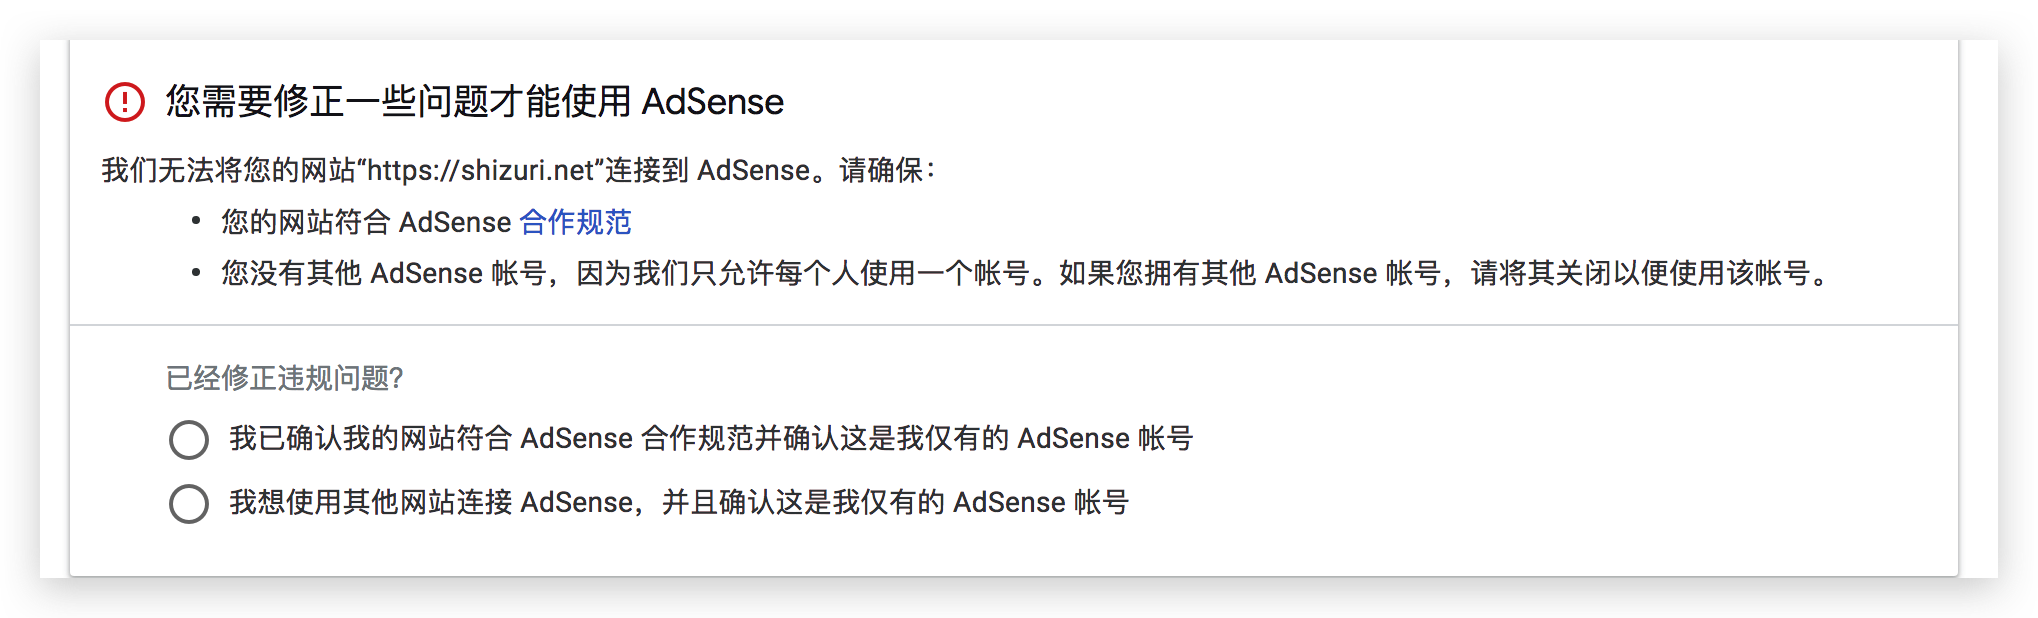 您需要修正一些问题才能使用 AdSense
我们无法将您的网站“https://shizuri.net”连接到 AdSense。请确保：
• 您的网站符合 AdSense 合作规范
• 您没有其他 AdSense 帐号，因为我们只允许每个人使用一个帐号。如果您拥有其他 AdSense 帐号，请将其关闭以便使用该帐号。
已经修正违规问题？
我已确认我的网站符合 AdSense 合作规范并确认这是我仅有的 AdSense 帐号
我想使用其他网站连接 AdSense，并且确认这是我仅有的 AdSense 帐号